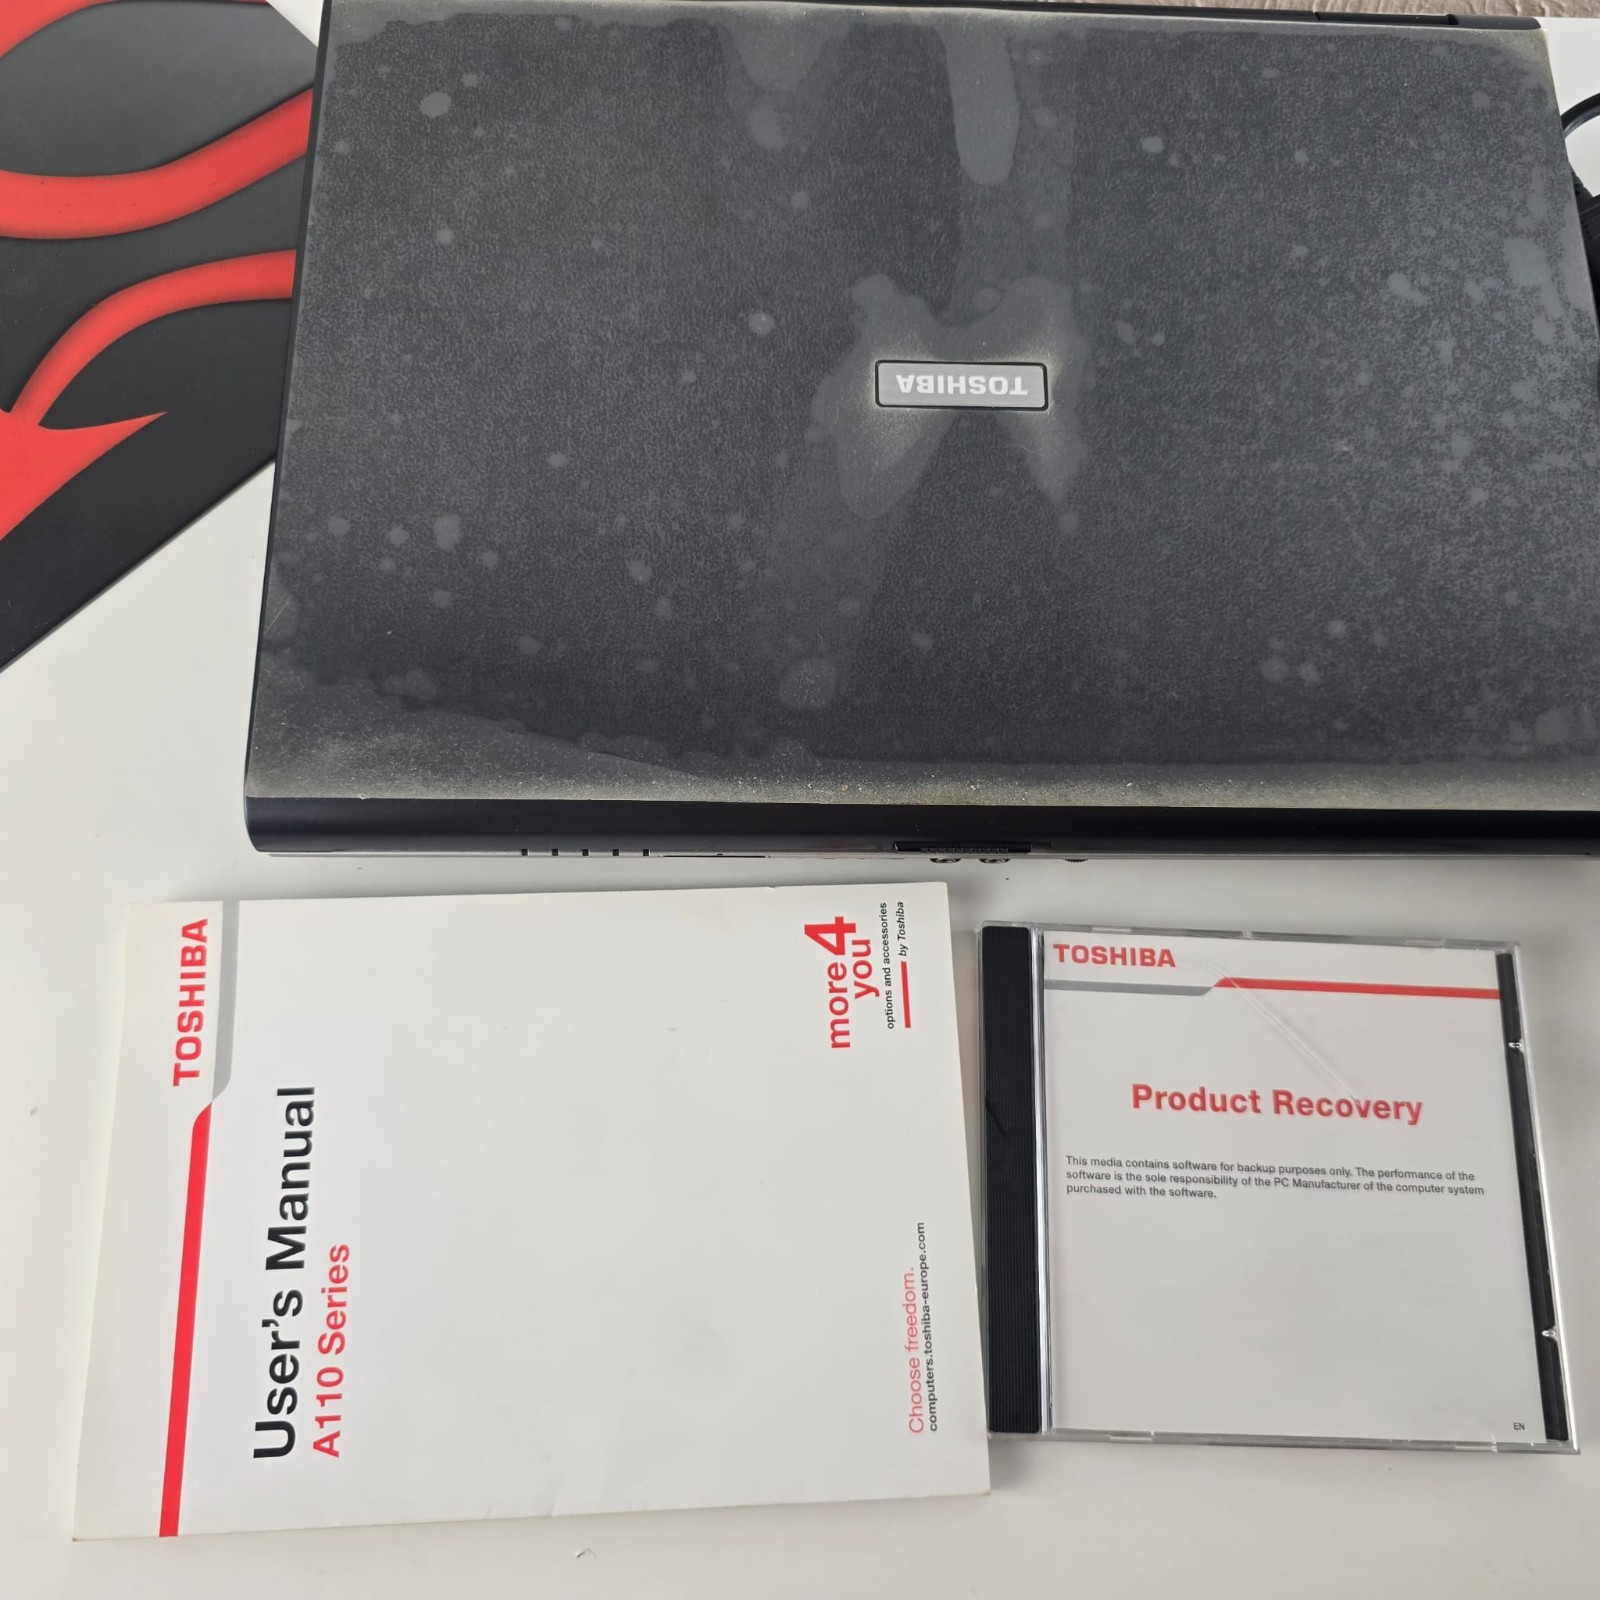 TOSHIBA
TOSHIBA
User's Manual
A110 Series
more 4
you
options and accessories
by Toshiba
Choose freedom.
computers.toshiba-europe.com
TOSHIBA
Product Recovery
This media contains software for backup purposes only. The performance of the
software is the sole responsibility of the PC Manufacturer of the computer system
purchased with the software.
EN